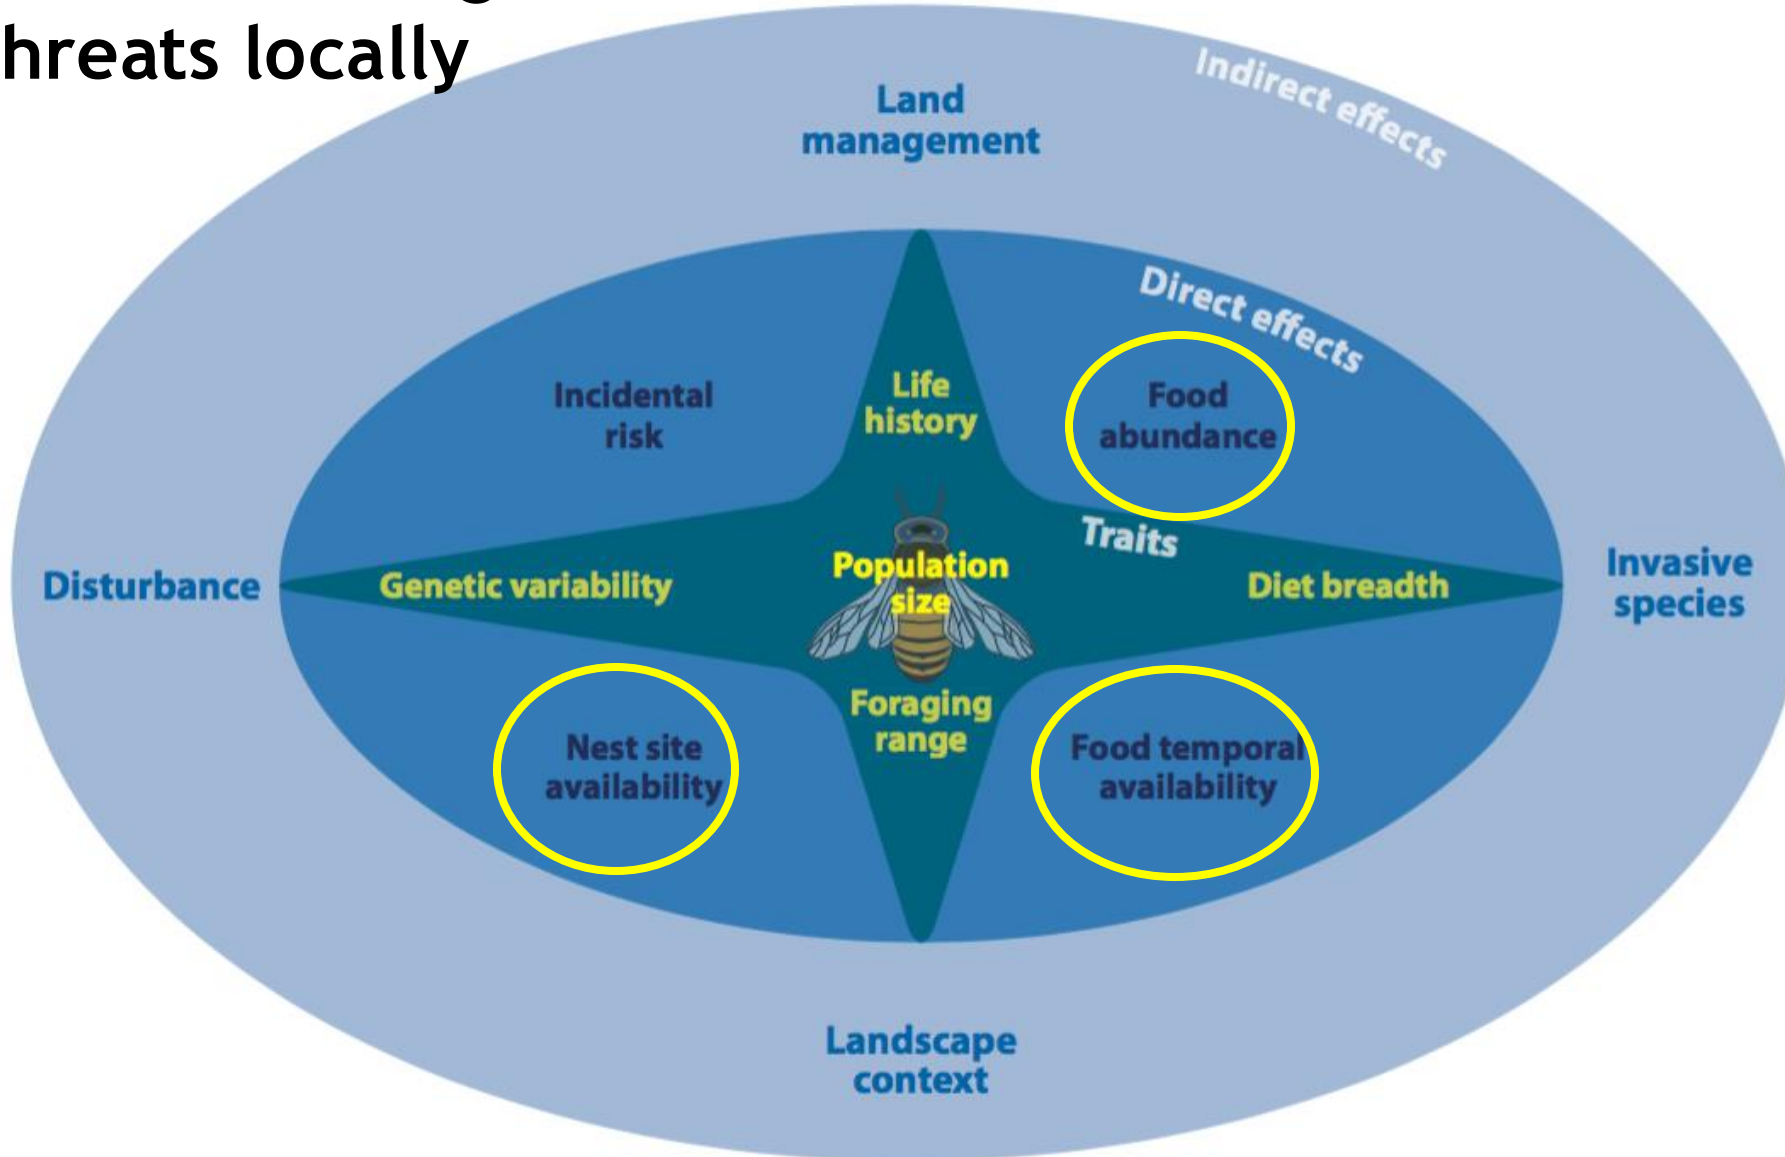 hreats locally
Indirect effects
Land
management
Direct effects
Incidental
risk
Life
history
Food
abundance
Traits
Disturbance
Genetic variability
Population
size
Diet breadth
Invasive
species
Nest site
availability
Foraging
range
Food temporal
availability
Landscape
context